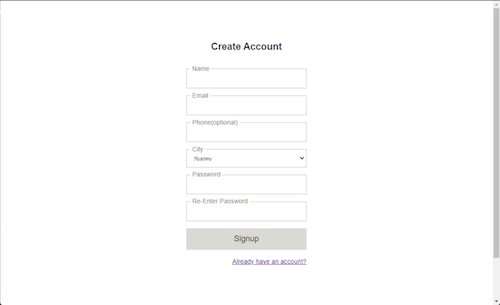 Create Account
Name
Email
Phone(optional)
City
Surrey
Password
Re-Enter Password
Signup
Already have an account?